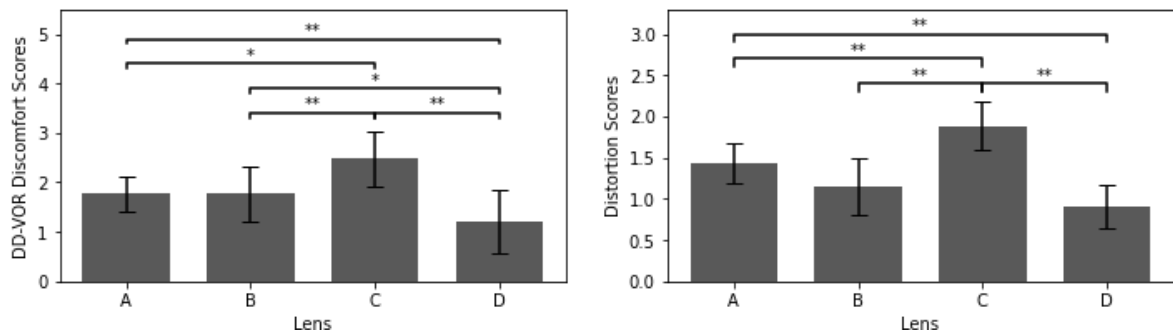 DD-VOR Discomfort Scores
5
4
3
2
1
0
**
*
*
**
**
A
B
C
D
Lens
Distortion Scores
3.0
2.5
2.0
1.5
1.0
0.5
0.0
**
**
**
**
A
B
C
D
Lens